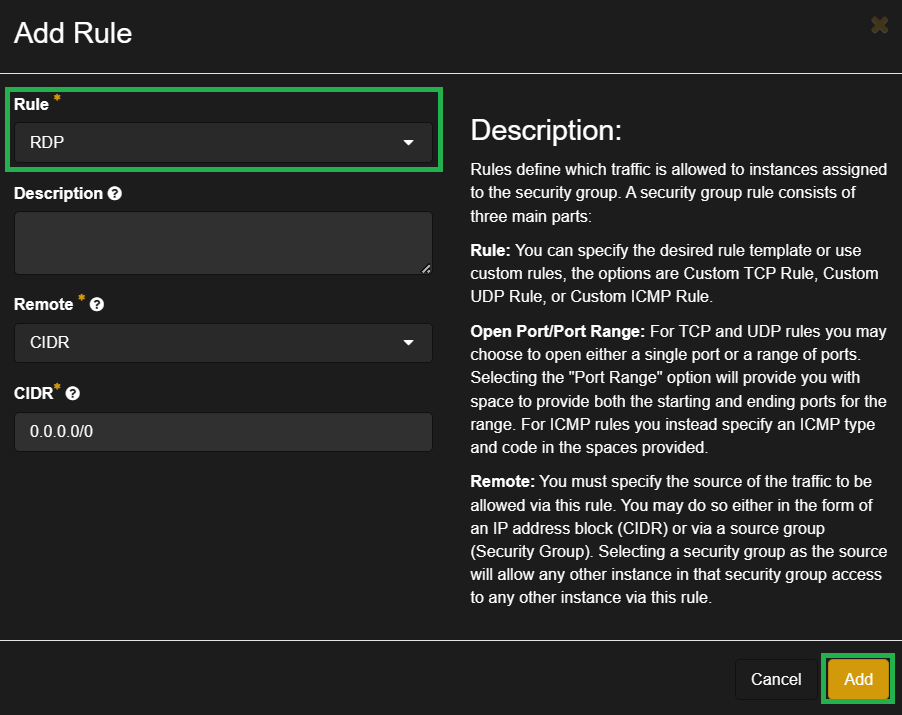 Add Rule
Rule *
RDP
Description
Remote *
CIDR
CIDR*
0.0.0.0/0
Description:
Rules define which traffic is allowed to instances assigned
to the security group. A security group rule consists of
three main parts:
Rule: You can specify the desired rule template or use
custom rules, the options are Custom TCP Rule, Custom
UDP Rule, or Custom ICMP Rule.
Open Port/Port Range: For TCP and UDP rules you may
choose to open either a single port or a range of ports.
Selecting the "Port Range" option will provide you with
space to provide both the starting and ending ports for the
range. For ICMP rules you instead specify an ICMP type
and code in the spaces provided.
Remote: You must specify the source of the traffic to be
allowed via this rule. You may do so either in the form of
an IP address block (CIDR) or via a source group
(Security Group). Selecting a security group as the source
will allow any other instance in that security group access
to any other instance via this rule.
Cancel
Add